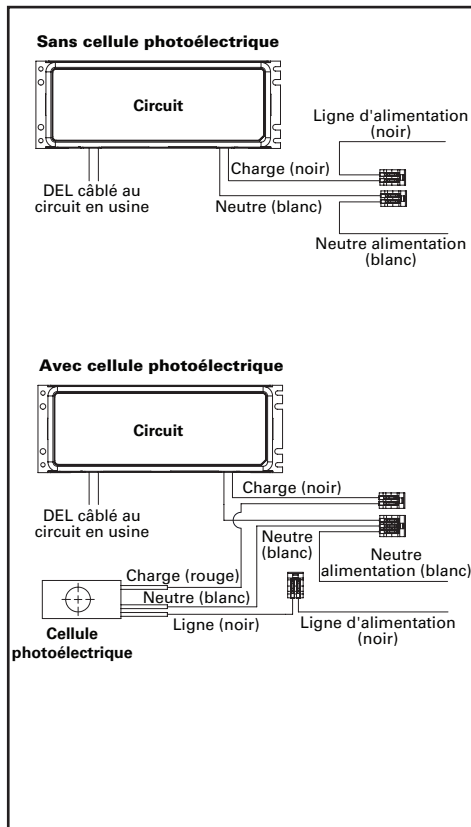 Sans cellule photoélectrique
Circuit
Ligne d'alimentation
(noir)
Charge (noir)
DEL câblé au
circuit en usine
Neutre (blanc)
Neutre alimentation
(blanc)
Avec cellule photoélectrique
Circuit
Charge (noir)
DEL câblé au
circuit en usine
Neutre
(blanc)
Neutre
alimentation (blanc)
Charge (rouge)
Neutre (blanc)
Ligne (noir)
Ligne d'alimentation
(noir)
Cellule
photoélectrique